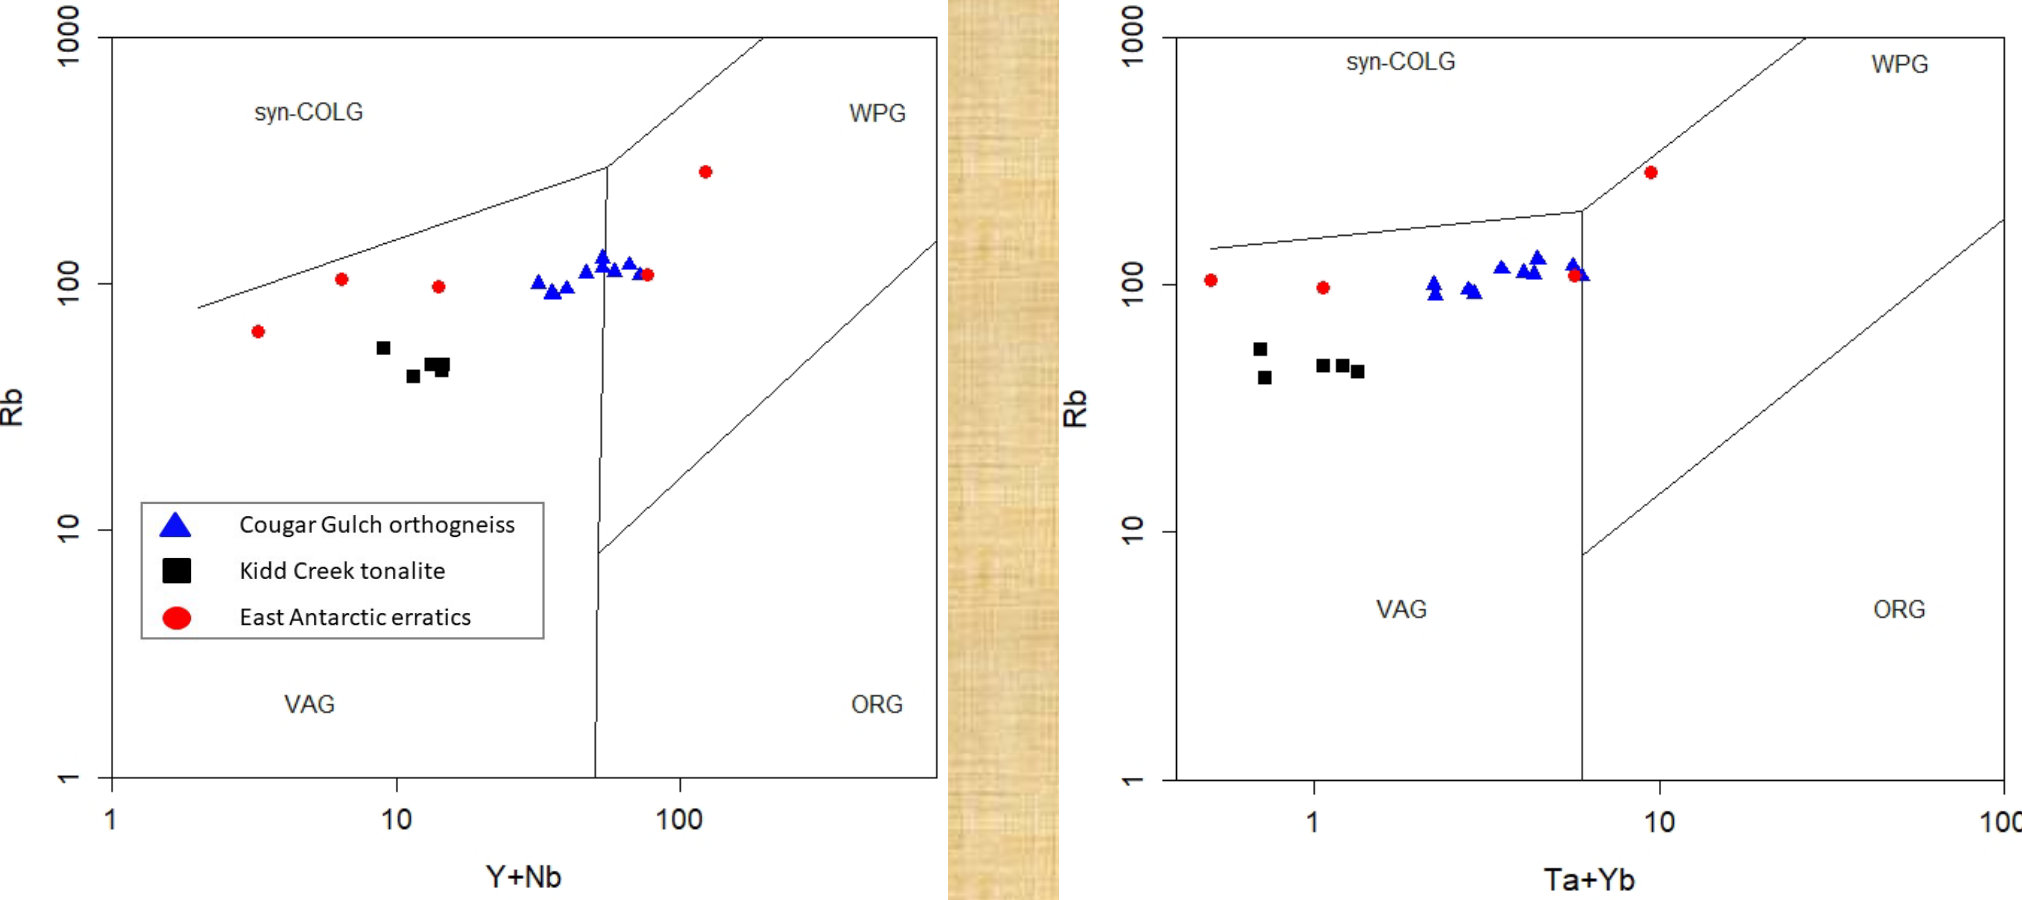 1000
syn-COLG
WPG
100
Rb
10
Cougar Gulch orthogneiss
Kidd Creek tonalite
East Antarctic erratics
VAG
ORG
1
1
10
100
Y+Nb
1000
syn-COLG
WPG
100
Rb
10
VAG
ORG
1
1
10
100
Ta+Yb